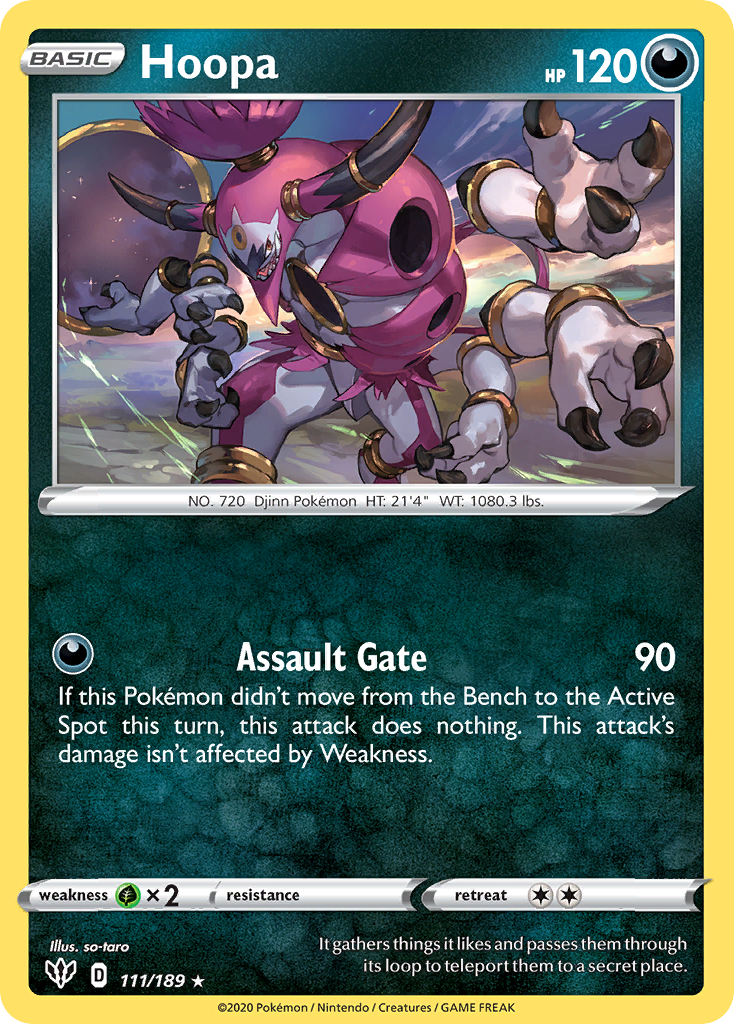 BASIC
Hoopa
HP 120
NO. 720 Djinn Pokémon HT: 21'4" WT: 1080.3 lbs.
Assault Gate 90
If this Pokémon didn't move from the Bench to the Active
Spot this turn, this attack does nothing. This attack's
damage isn't affected by Weakness.
weakness ×2 resistance retreat
Illus. so-taro
It gathers things it likes and passes them through
its loop to teleport them to a secret place.
D 111/189 ★
©2020 Pokémon / Nintendo / Creatures / GAME FREAK